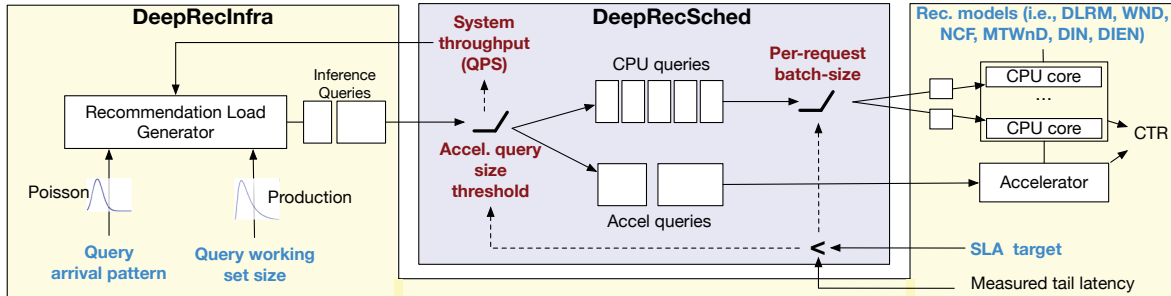 DeepRecInfra
DeepRecSched
Rec. models (i.e., DLRM, WND,
NCF, MTWnD, DIN, DIEN)
System
throughput
(QPS)
Inference
Queries
CPU queries
Per-request
batch-size
Recommendation Load
Generator
CPU core
...
CPU core
CTR
Accel. query
size
threshold
Poisson
Production
Accel queries
Accelerator
Query
arrival pattern
Query working
set size
<
SLA target
Measured tail latency